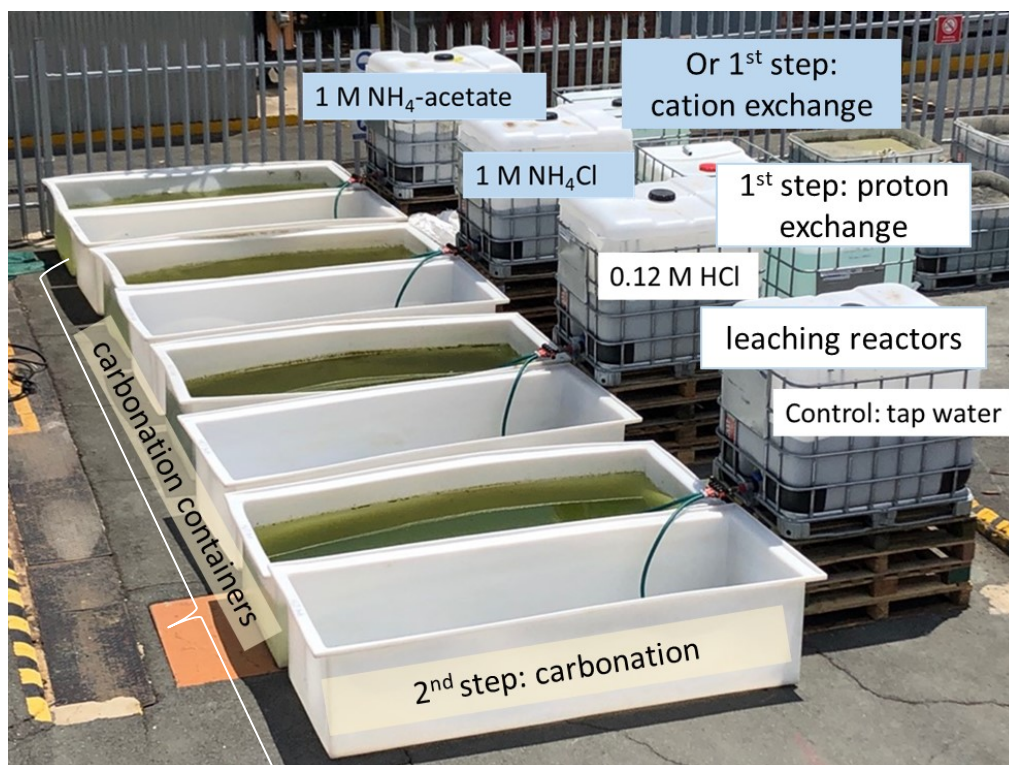 1 M NH₄-acetate
Or 1ˢᵗ step:
cation exchange
1 M NH₄Cl
1ˢᵗ step: proton
exchange
0.12 M HCl
leaching reactors
Control: tap water
carbonation containers
2ⁿᵈ step: carbonation